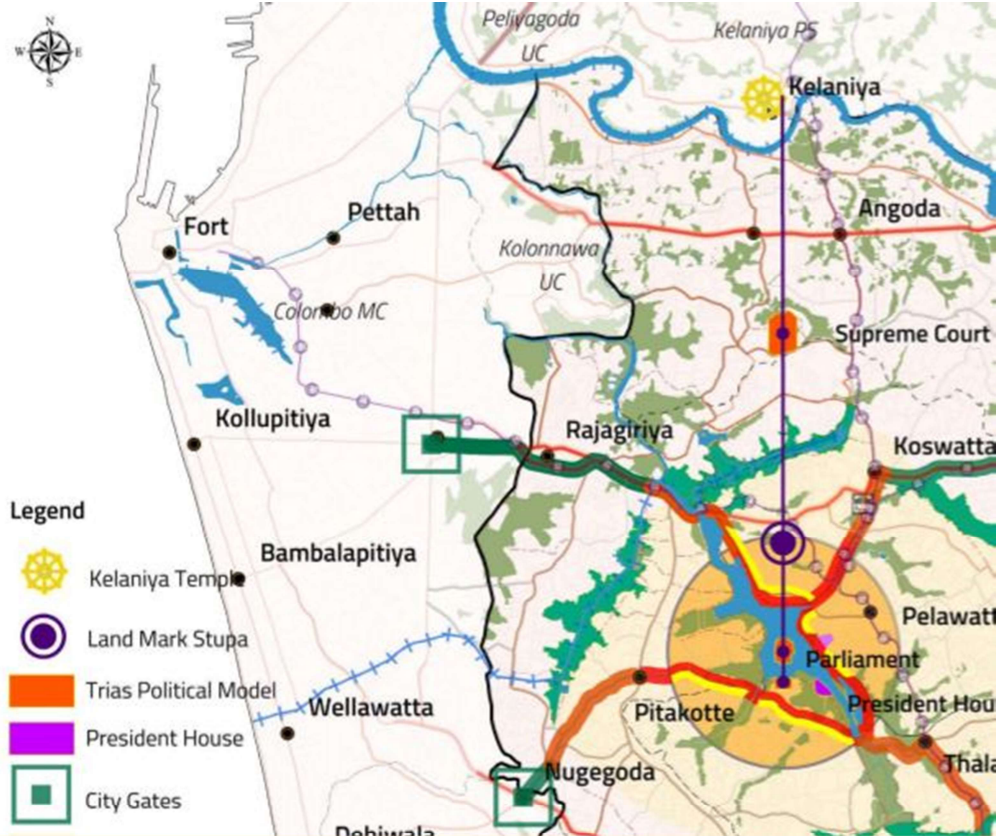 N
W E
S
Peliyagoda
UC
Kelaniya PS
Kelaniya
Fort
Pettah
Angoda
Kolonnawa
UC
Colombo MC
Supreme Court
Kollupitiya
Rajagiriya
Koswatta
Legend
Bambalapitiya
Kelaniya Temple
Pelawatt
Land Mark Stupa
Parliament
Trias Political Model
President Hou
Wellawatta
Pitakotte
President House
Thala
Nugegoda
City Gates
Dehiwala